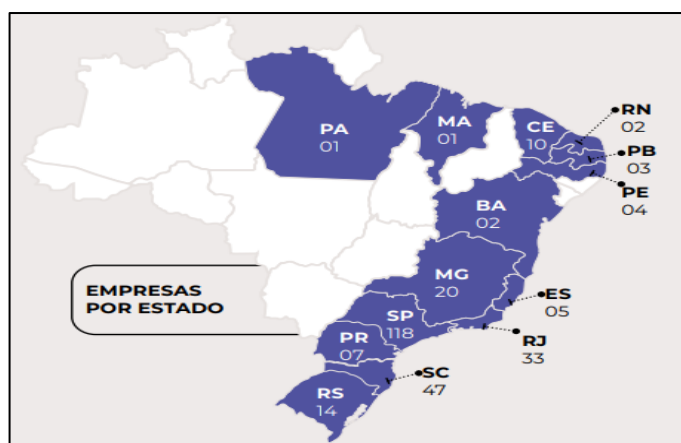 RN
02
PA
01
MA
01
CE
10
PB
03
PE
04
BA
02
MG
20
EMPRESAS
POR ESTADO
ES
05
SP
118
RJ
33
PR
07
SC
47
RS
14